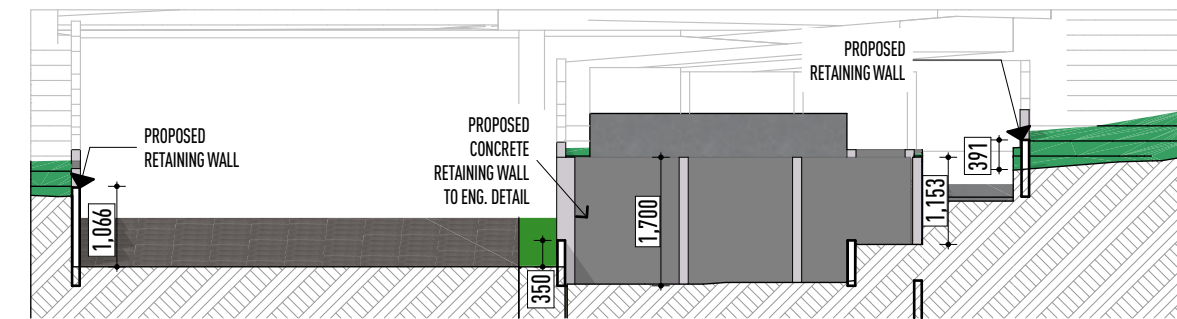 PROPOSED
RETAINING WALL
PROPOSED
RETAINING WALL
PROPOSED
CONCRETE
RETAINING WALL
TO ENG. DETAIL
1,066
350
1,700
1,153
391